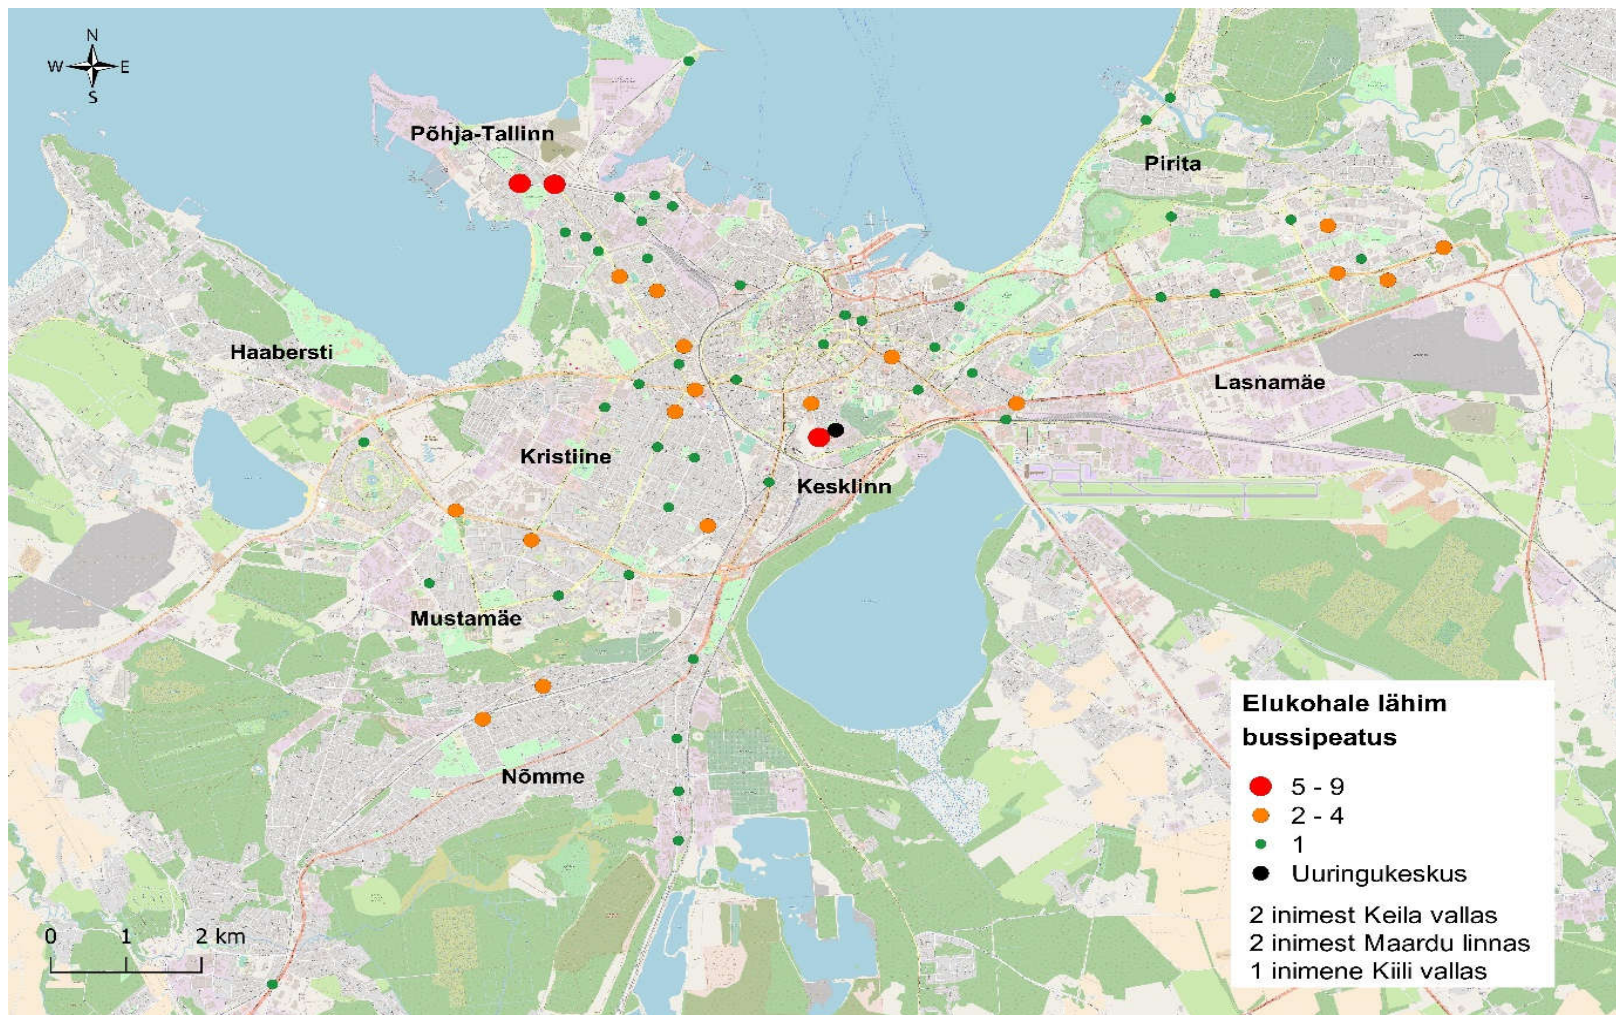 N
W E
S
Põhja-Tallinn
Pirita
Haabersti
Lasnamäe
Kristiine
Kesklinn
Mustamäe
Nõmme
Elukohale lähim
bussipeatus
5 - 9
2 - 4
1
Uuringukeskus
2 inimest Keila vallas
2 inimest Maardu linnas
1 inimene Kiili vallas
0 1 2 km